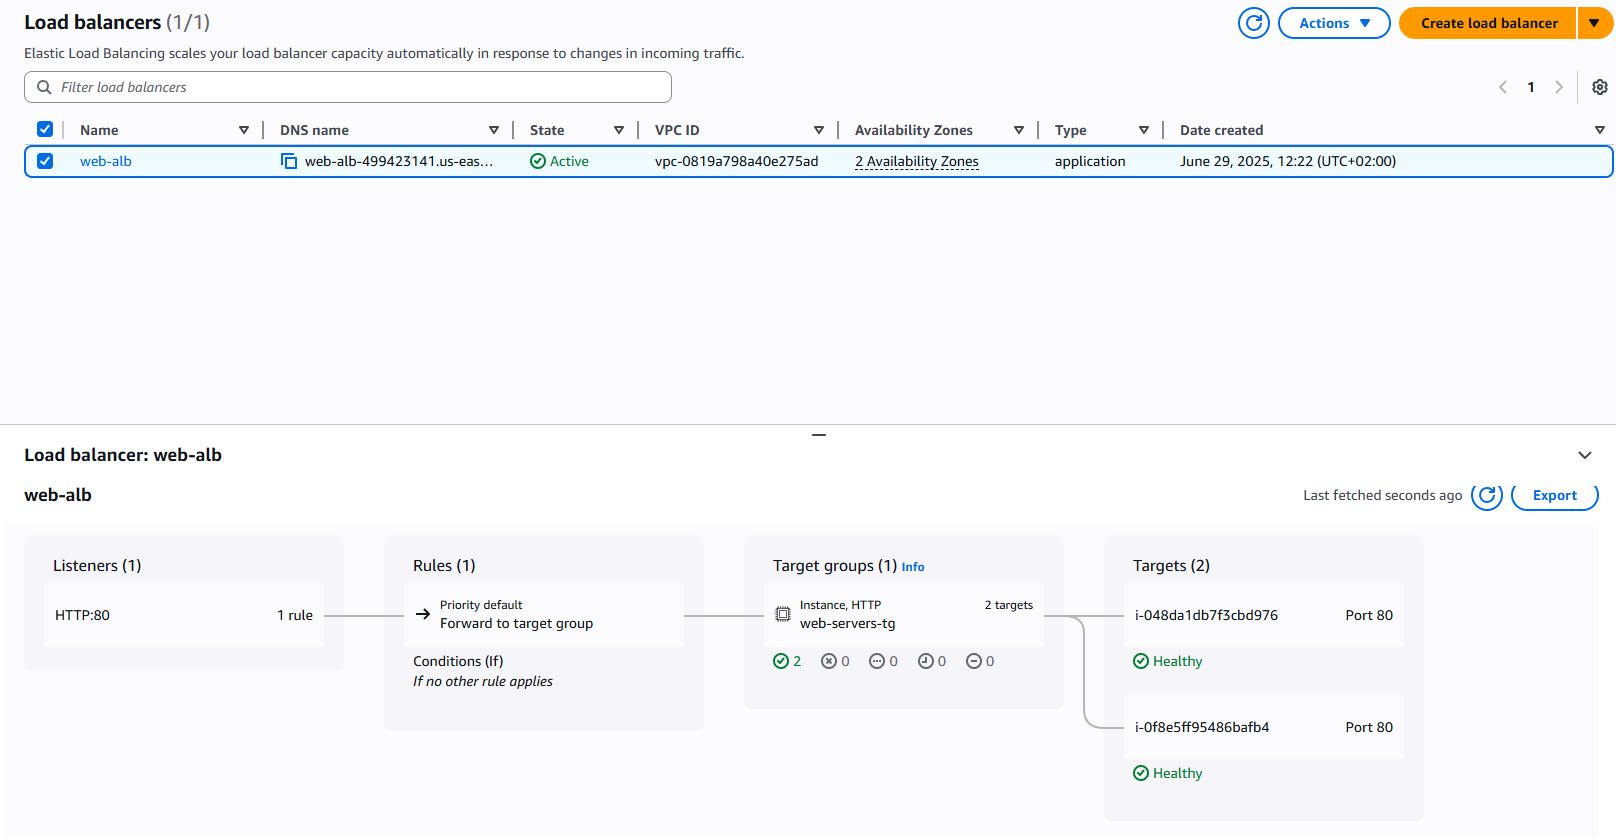 Load balancers (1/1)
Actions
Create load balancer
Elastic Load Balancing scales your load balancer capacity automatically in response to changes in incoming traffic.
Filter load balancers
1
Name DNS name State VPC ID Availability Zones Type Date created
web-alb web-alb-499423141.us-eas... Active vpc-0819a798a40e275ad 2 Availability Zones application June 29, 2025, 12:22 (UTC+02:00)
Load balancer: web-alb
web-alb
Last fetched seconds ago
Export
Listeners (1)
HTTP:80 1 rule
Rules (1)
Priority default
Forward to target group
Conditions (If)
If no other rule applies
Target groups (1) Info
Instance, HTTP 2 targets
web-servers-tg
2 0 0 0 0
Targets (2)
i-048da1db7f3cbd976 Port 80
Healthy
i-0f8e5ff95486bafb4 Port 80
Healthy